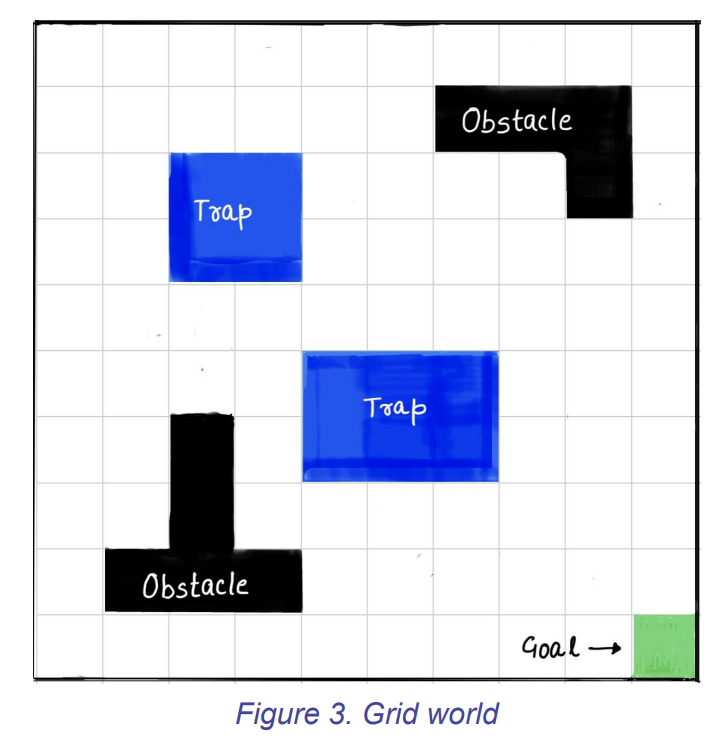 Obstacle
Trap
Trap
Obstacle
Goal →
Figure 3. Grid world